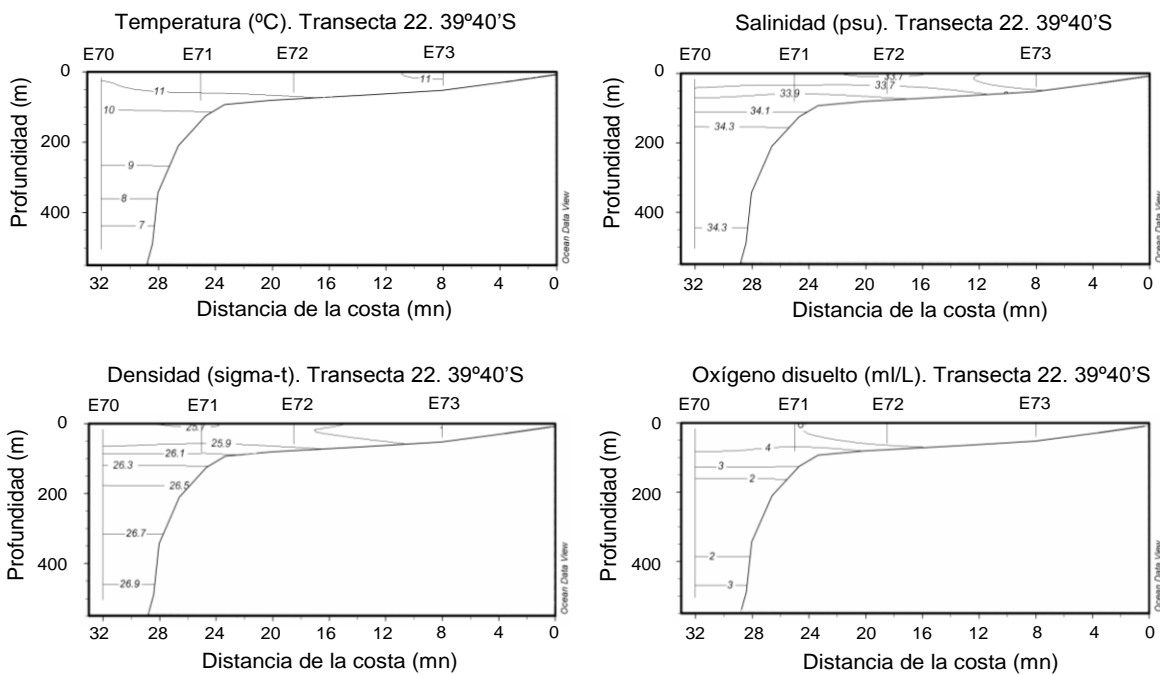 Temperatura (ºC). Transecta 22. 39º40’S
E70 E71 E72 E73
0
200
400
Profundidad (m)
11
11
10
9
8
7
Ocean Data View
32 28 24 20 16 12 8 4 0
Distancia de la costa (mn)
Salinidad (psu). Transecta 22. 39º40’S
E70 E71 E72 E73
0
200
400
Profundidad (m)
33.7
33.7
33.9
34.1
34.3
34.3
Ocean Data View
32 28 24 20 16 12 8 4 0
Distancia de la costa (mn)
Densidad (sigma-t). Transecta 22. 39º40’S
E70 E71 E72 E73
0
200
400
Profundidad (m)
25.9
26.1
26.3
26.5
26.7
26.9
Ocean Data View
32 28 24 20 16 12 8 4 0
Distancia de la costa (mn)
Oxígeno disuelto (ml/L). Transecta 22. 39º40’S
E70 E71 E72 E73
0
200
400
Profundidad (m)
4
3
2
2
3
Ocean Data View
32 28 24 20 16 12 8 4 0
Distancia de la costa (mn)